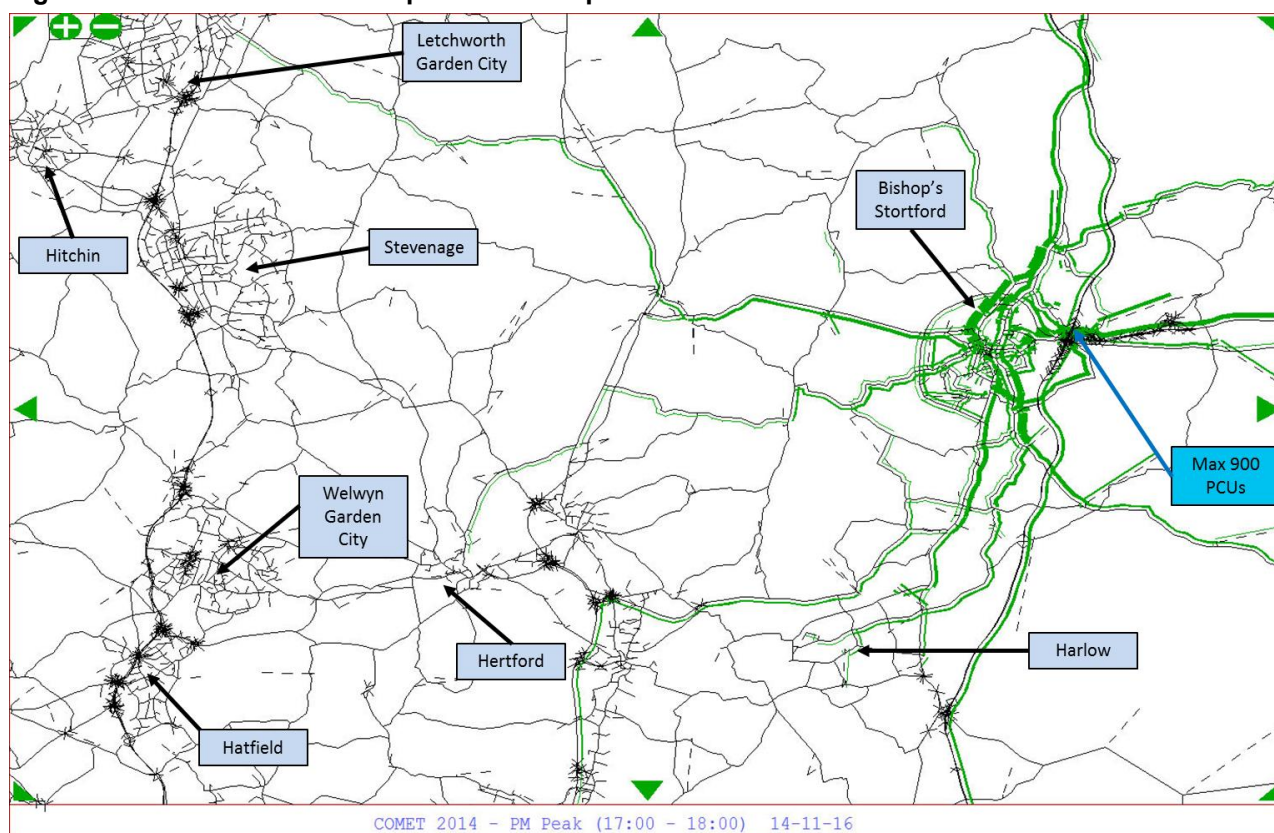 Letchworth
Garden City
Bishop's
Stortford
Hitchin
Stevenage
Max 900
PCUs
Welwyn
Garden
City
Hertford
Harlow
Hatfield
COMET 2014 - PM Peak (17:00 - 18:00) 14-11-16